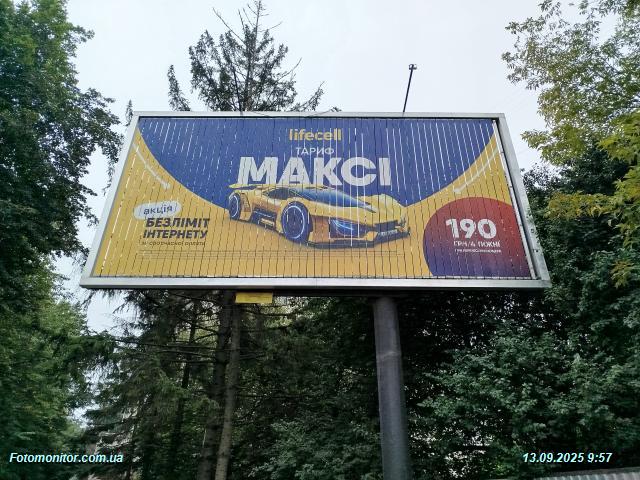 lifecell
ТАРИФ
МАКСІ
акція
БЕЗЛІМІТ
ІНТЕРНЕТУ
190
ГРН/4 ТИЖНІ
Fotomonitor.com.ua
13.09.2025 9:57